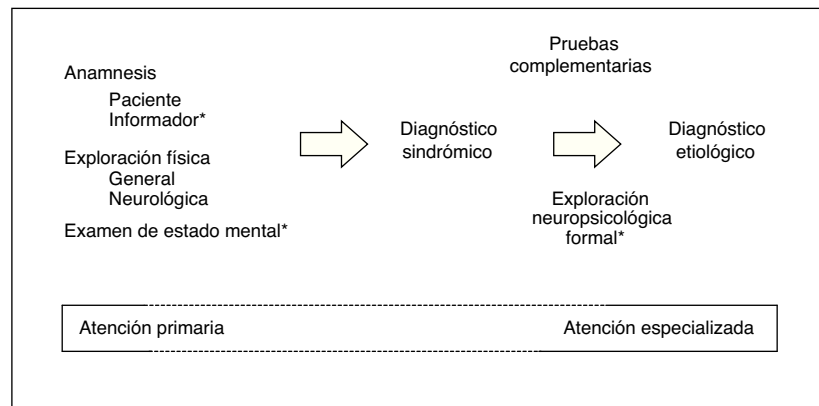 Anamnesis
Paciente
Informador*
Exploración física
General
Neurológica
Examen de estado mental*
Diagnóstico
sindrómico
Pruebas
complementarias
Exploración
neuropsicológica
formal*
Diagnóstico
etiológico
Atención primaria
Atención especializada